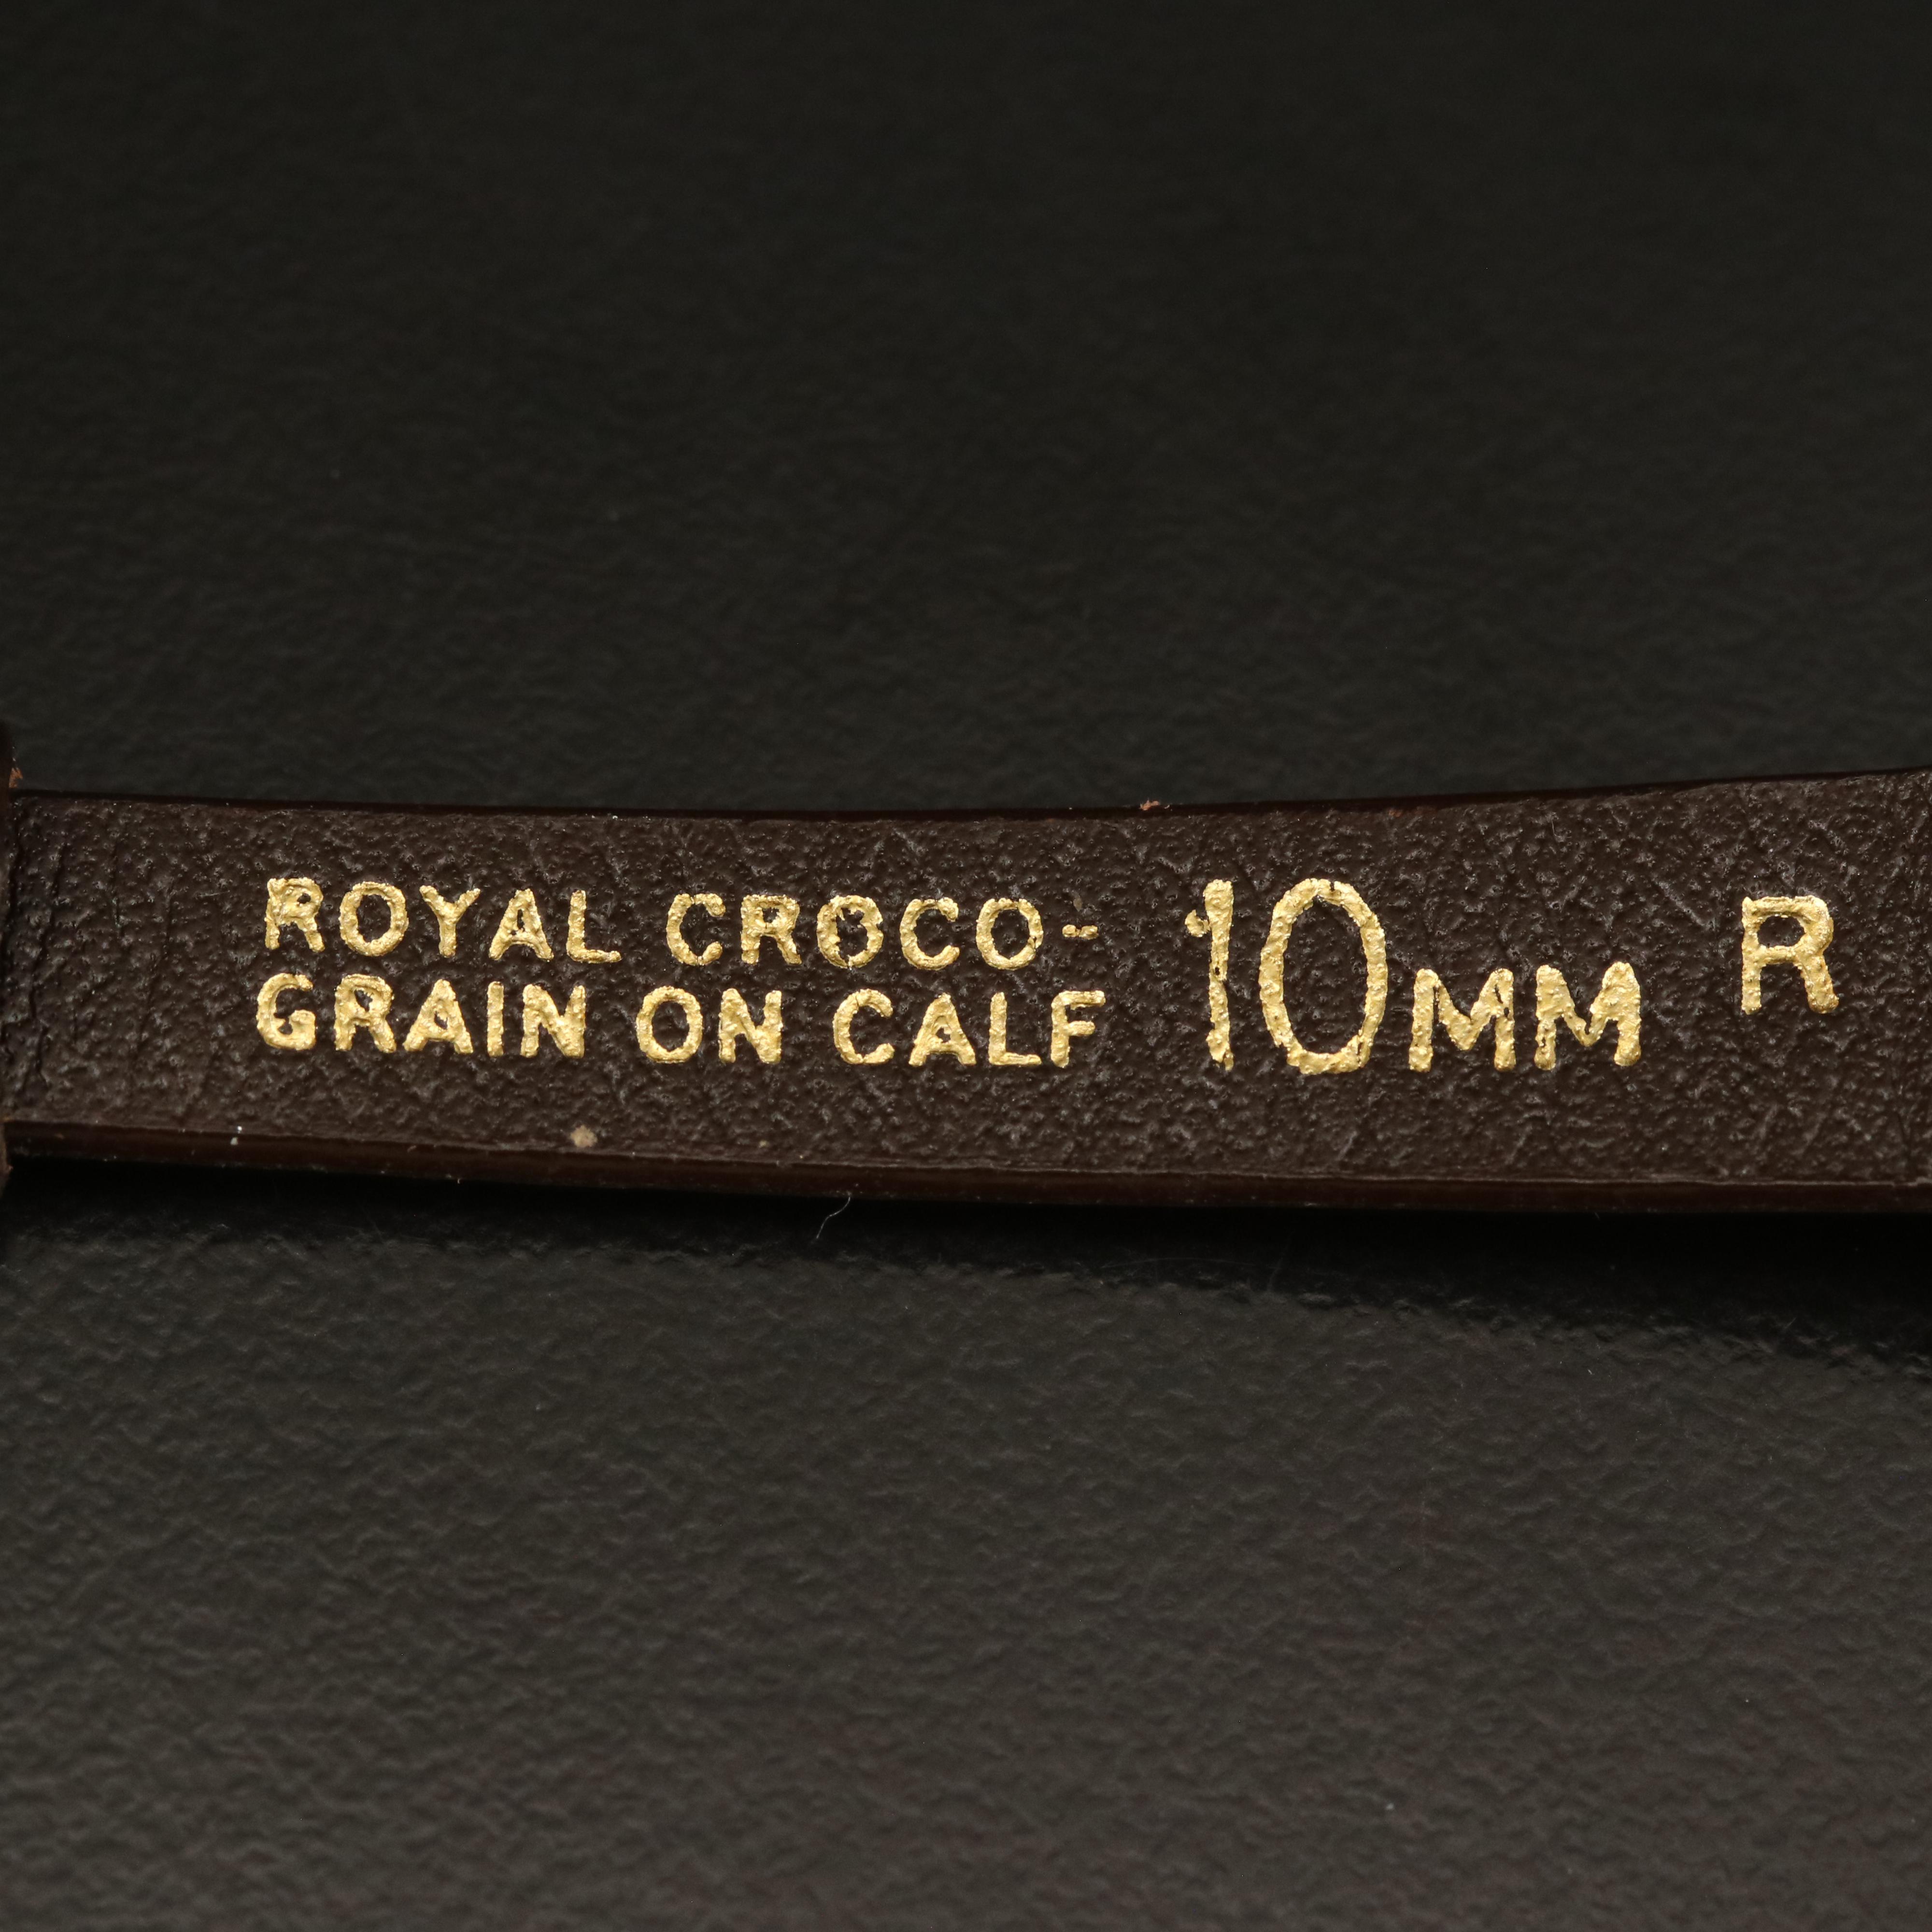 ROYAL CROCO-
GRAIN ON CALF
10MM
R